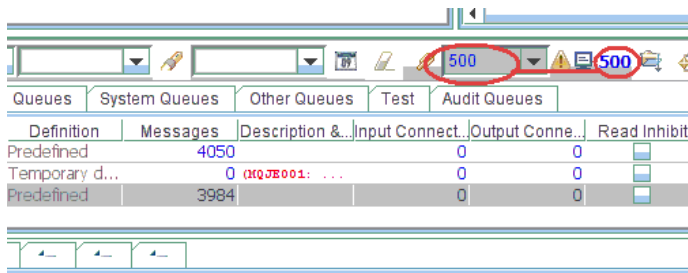 09 500 500
Queues System Queues Other Queues Test Audit Queues
Definition Messages Description &... Input Connect... Output Conne... Read Inhibit
Predefined 4050 0 0
Temporary d... 0 (MQJE001: ... 0 0
Predefined 3984 0 0